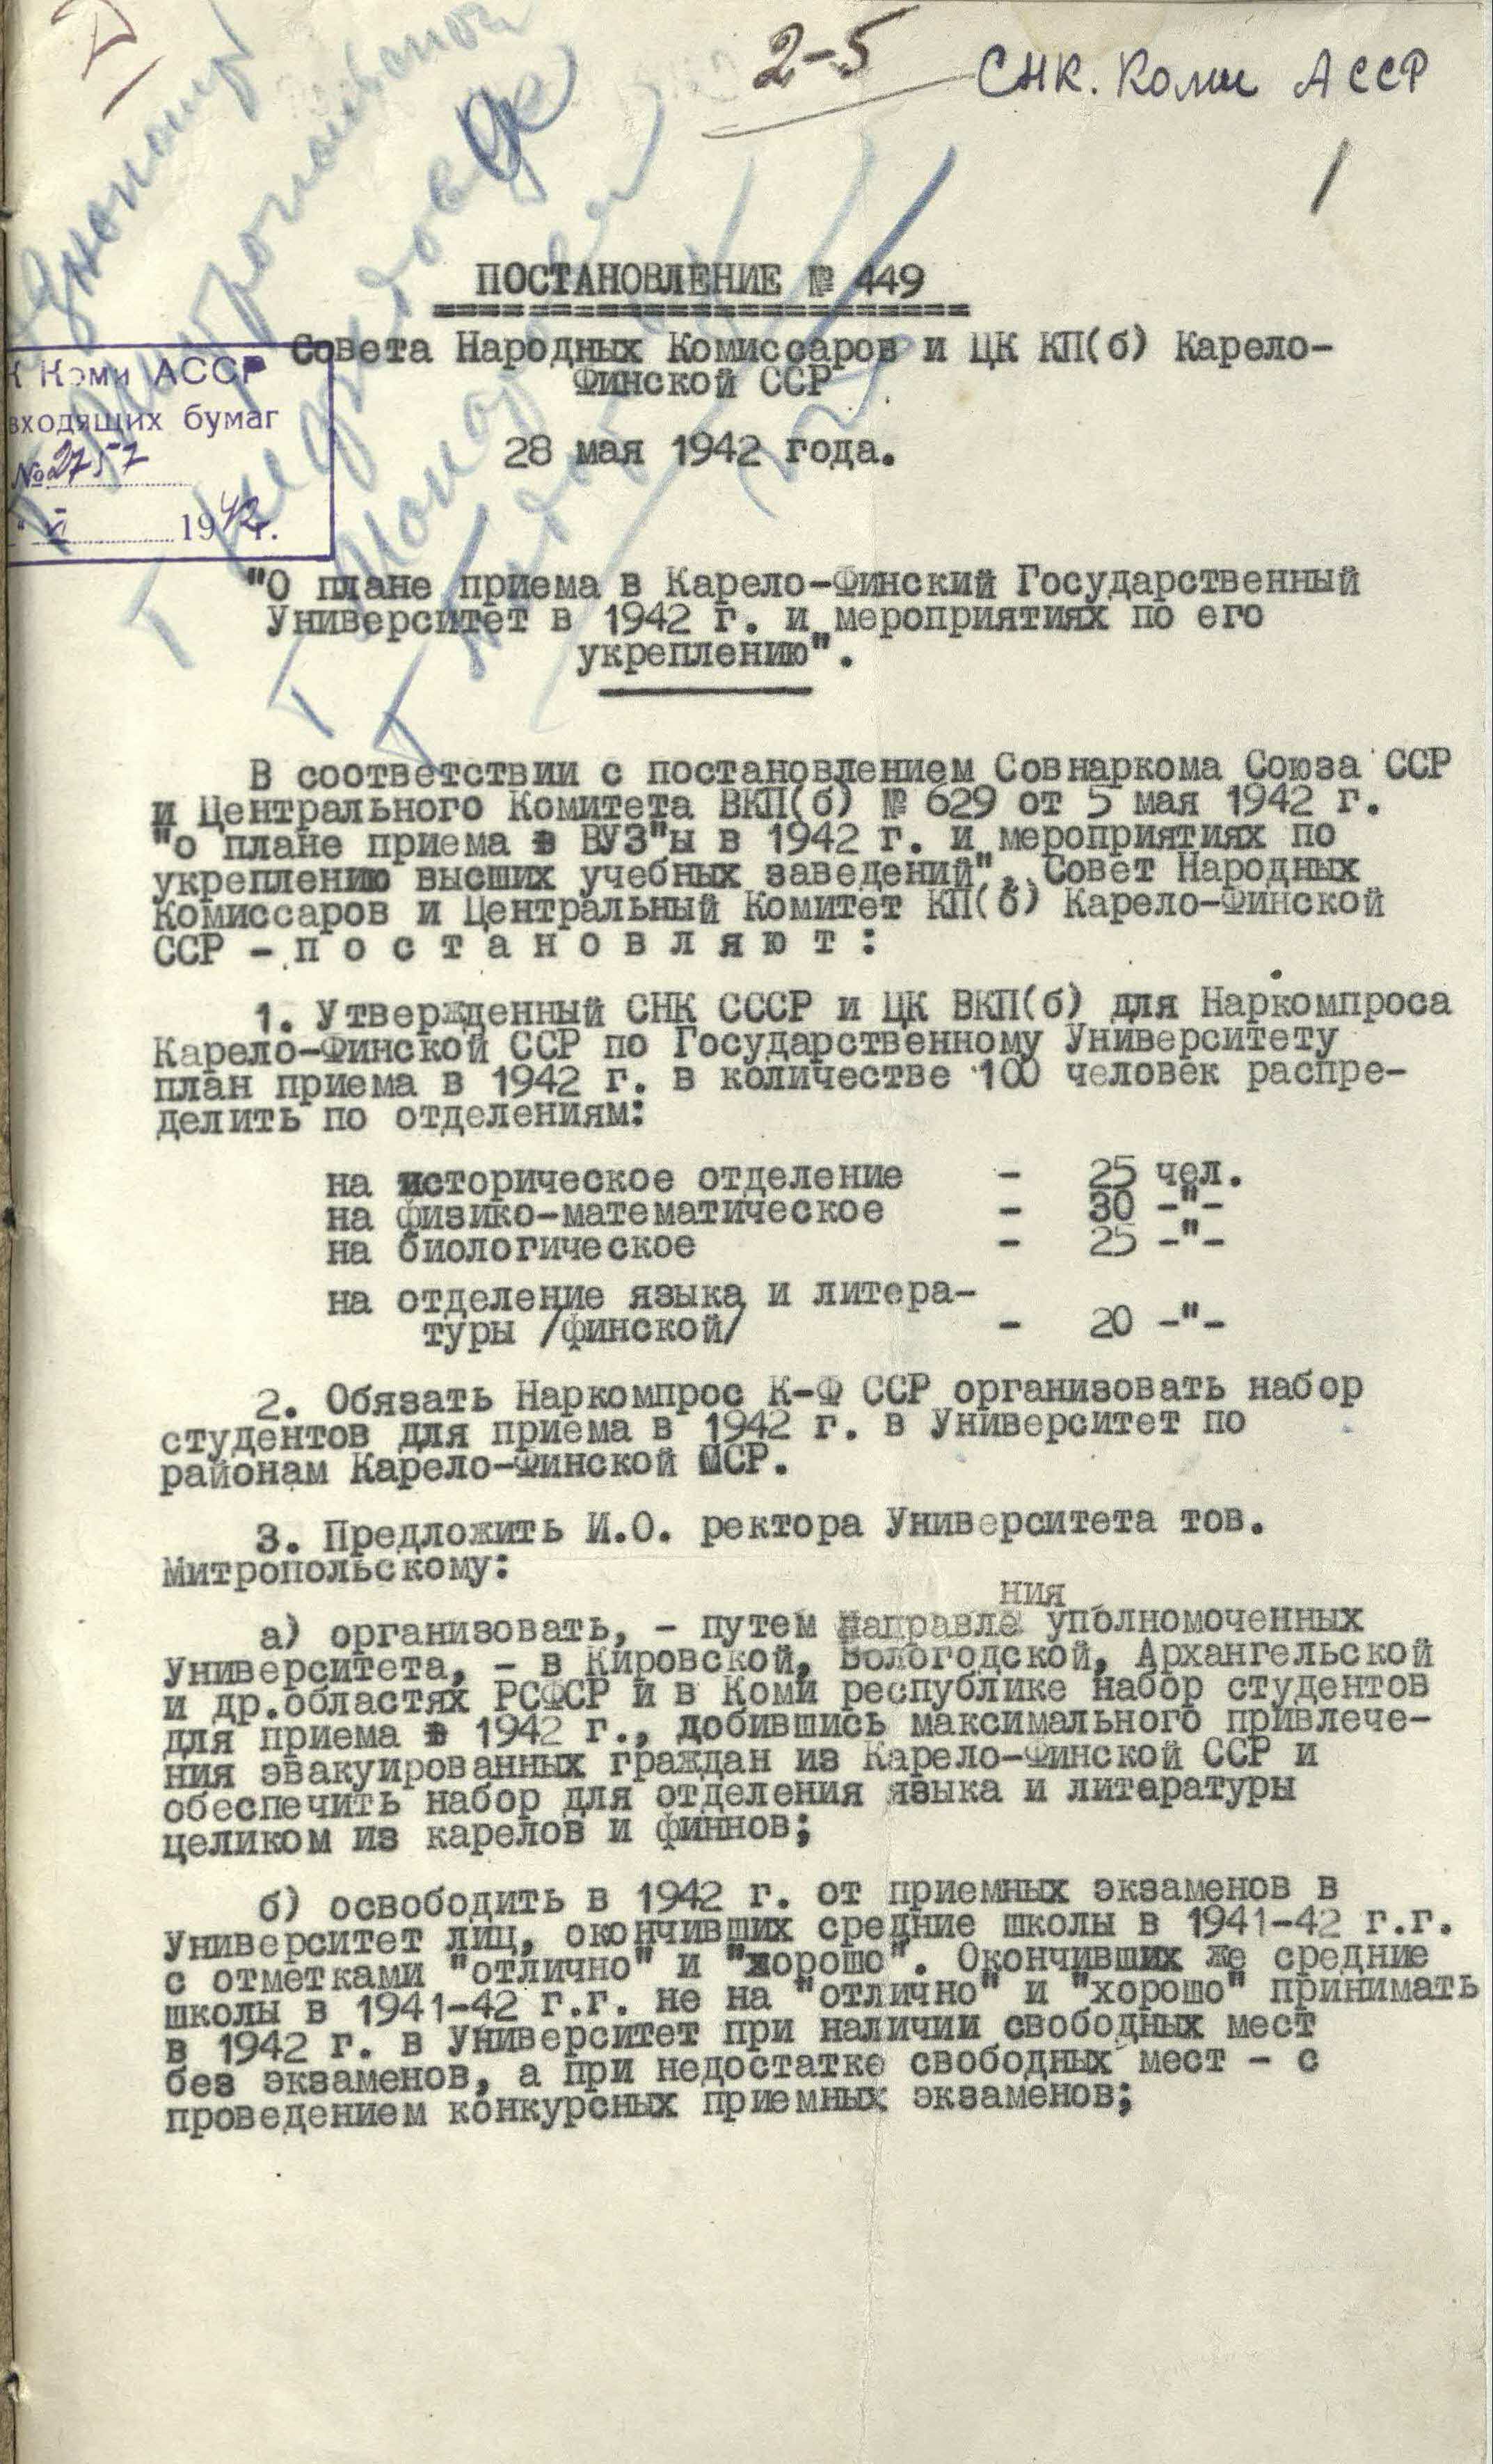 2-5
СНК. Коми АССР
ПОСТАНОВЛЕНИЕ № 449
Совета Народных Комиссаров и ЦК КП(б) Карело-
Финской ССР
28 мая 1942 года.
К Коми АССР
входящих бумаг
№ 2757
VI 1942г.
"О плане приема в Карело-Финский Государственный
Университет в 1942 г. и мероприятиях по его
укреплению".
В соответствии с постановлением Совнаркома Союза ССР
и Центрального Комитета ВКП(б) № 629 от 5 мая 1942 г.
"о плане приема в ВУЗ"ы в 1942 г. и мероприятиях по
укреплению высших учебных заведений", Совет Народных
Комиссаров и Центральный Комитет КП(б) Карело-Финской
ССР - п о с т а н о в л я ю т :
1. Утвержденный СНК СССР и ЦК ВКП(б) для Наркомпроса
Карело-Финской ССР по Государственному Университету
план приема в 1942 г. в количестве 100 человек распре-
делить по отделениям:
на историческое отделение - 25 чел.
на физико-математическое - 30 -"-
на биологическое - 25 -"-
на отделение языка и литера-
туры /финской/ - 20 -"-
2. Обязать Наркомпрос К-Ф ССР организовать набор
студентов для приема в 1942 г. в Университет по
районам Карело-Финской ССР.
3. Предложить И.О. ректора Университета тов.
Митропольскому:
ния
а) организовать, - путем направле уполномоченных
Университета, - в Кировской, Вологодской, Архангельской
и др.областях РСФСР и в Коми республике набор студентов
для приема в 1942 г., добившись максимального привлече-
ния эвакуированных граждан из Карело-Финской ССР и
обеспечить набор для отделения языка и литературы
целиком из карелов и финнов;
б) освободить в 1942 г. от приемных экзаменов в
Университет лиц, окончивших средние школы в 1941-42 г.г.
с отметками "отлично" и "хорошо". Окончивших же средние
школы в 1941-42 г.г. не на "отлично" и "хорошо" принимать
в 1942 г. в Университет при наличии свободных мест
без экзаменов, а при недостатке свободных мест - с
проведением конкурсных приемных экзаменов;